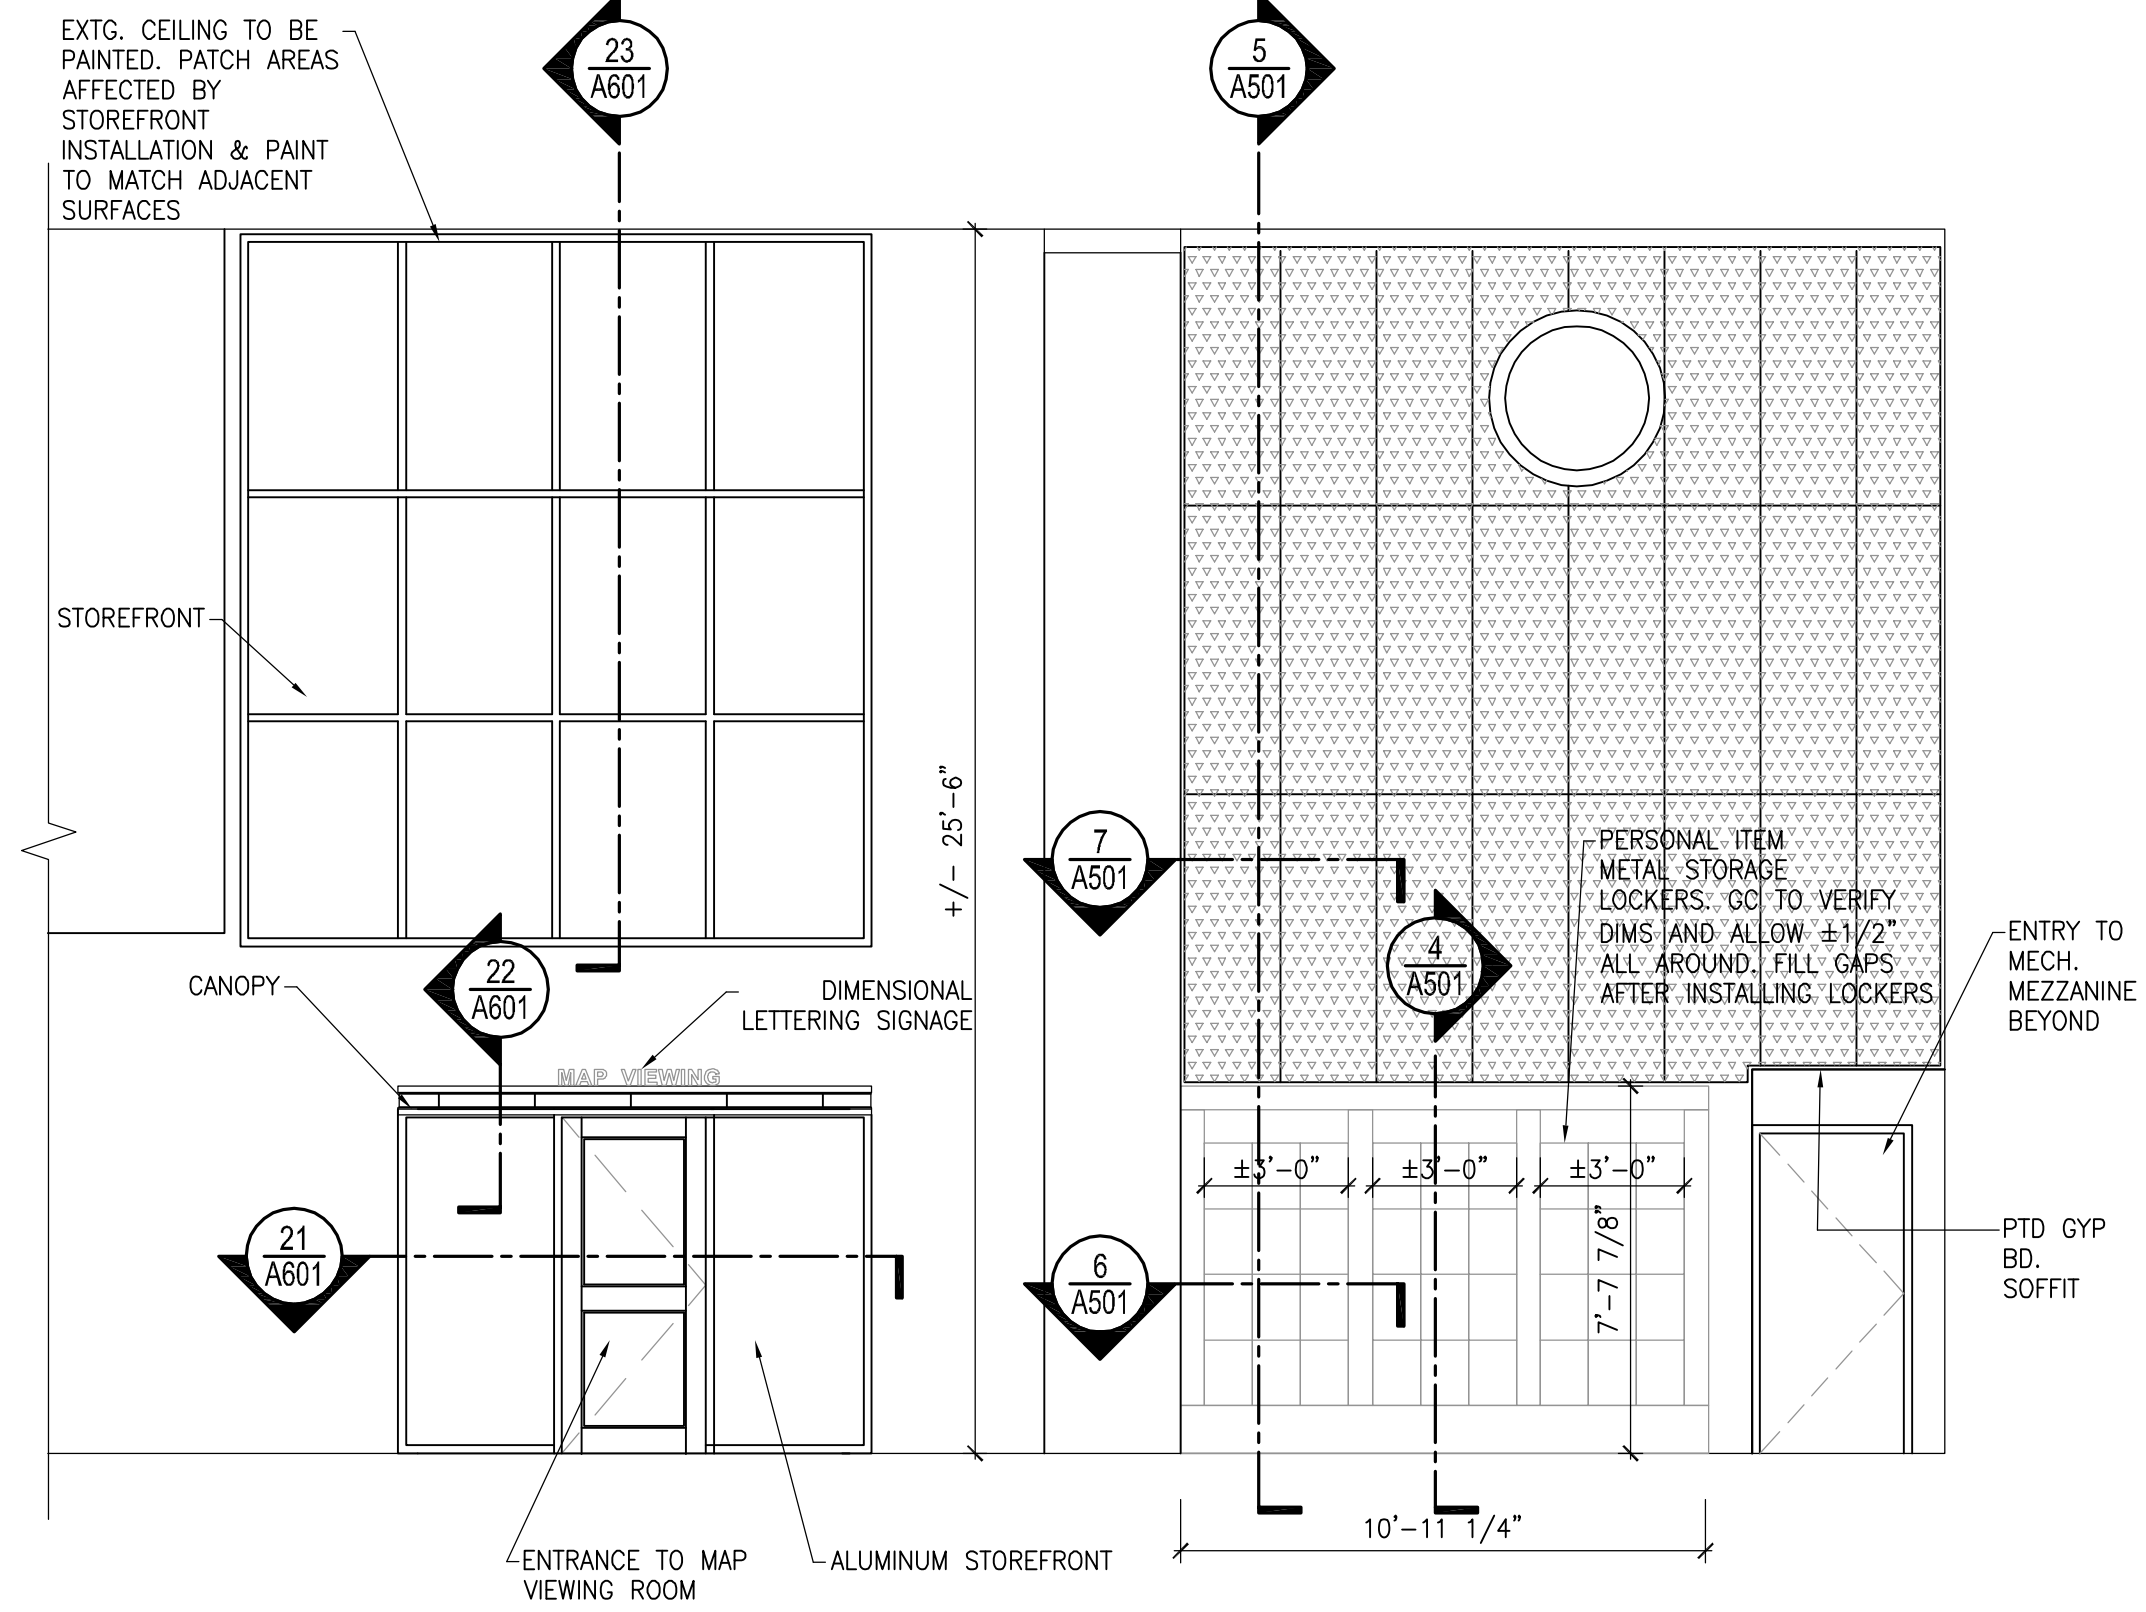 EXTG. CEILING TO BE
PAINTED. PATCH AREAS
AFFECTED BY
STOREFRONT
INSTALLATION & PAINT
TO MATCH ADJACENT
SURFACES
23
A601
5
A501
STOREFRONT
+/- 25'-6"
7
A501
PERSONAL ITEM
METAL STORAGE
LOCKERS. GC TO VERIFY
DIMS AND ALLOW ±1/2"
ALL AROUND. FILL GAPS
AFTER INSTALLING LOCKERS
4
A501
ENTRY TO
MECH.
MEZZANINE
BEYOND
CANOPY
22
A601
DIMENSIONAL
LETTERING SIGNAGE
MAP VIEWING
±3'-0"
±3'-0"
±3'-0"
7'-7 7/8"
21
A601
6
A501
PTD GYP
BD.
SOFFIT
10'-11 1/4"
ENTRANCE TO MAP
VIEWING ROOM
ALUMINUM STOREFRONT